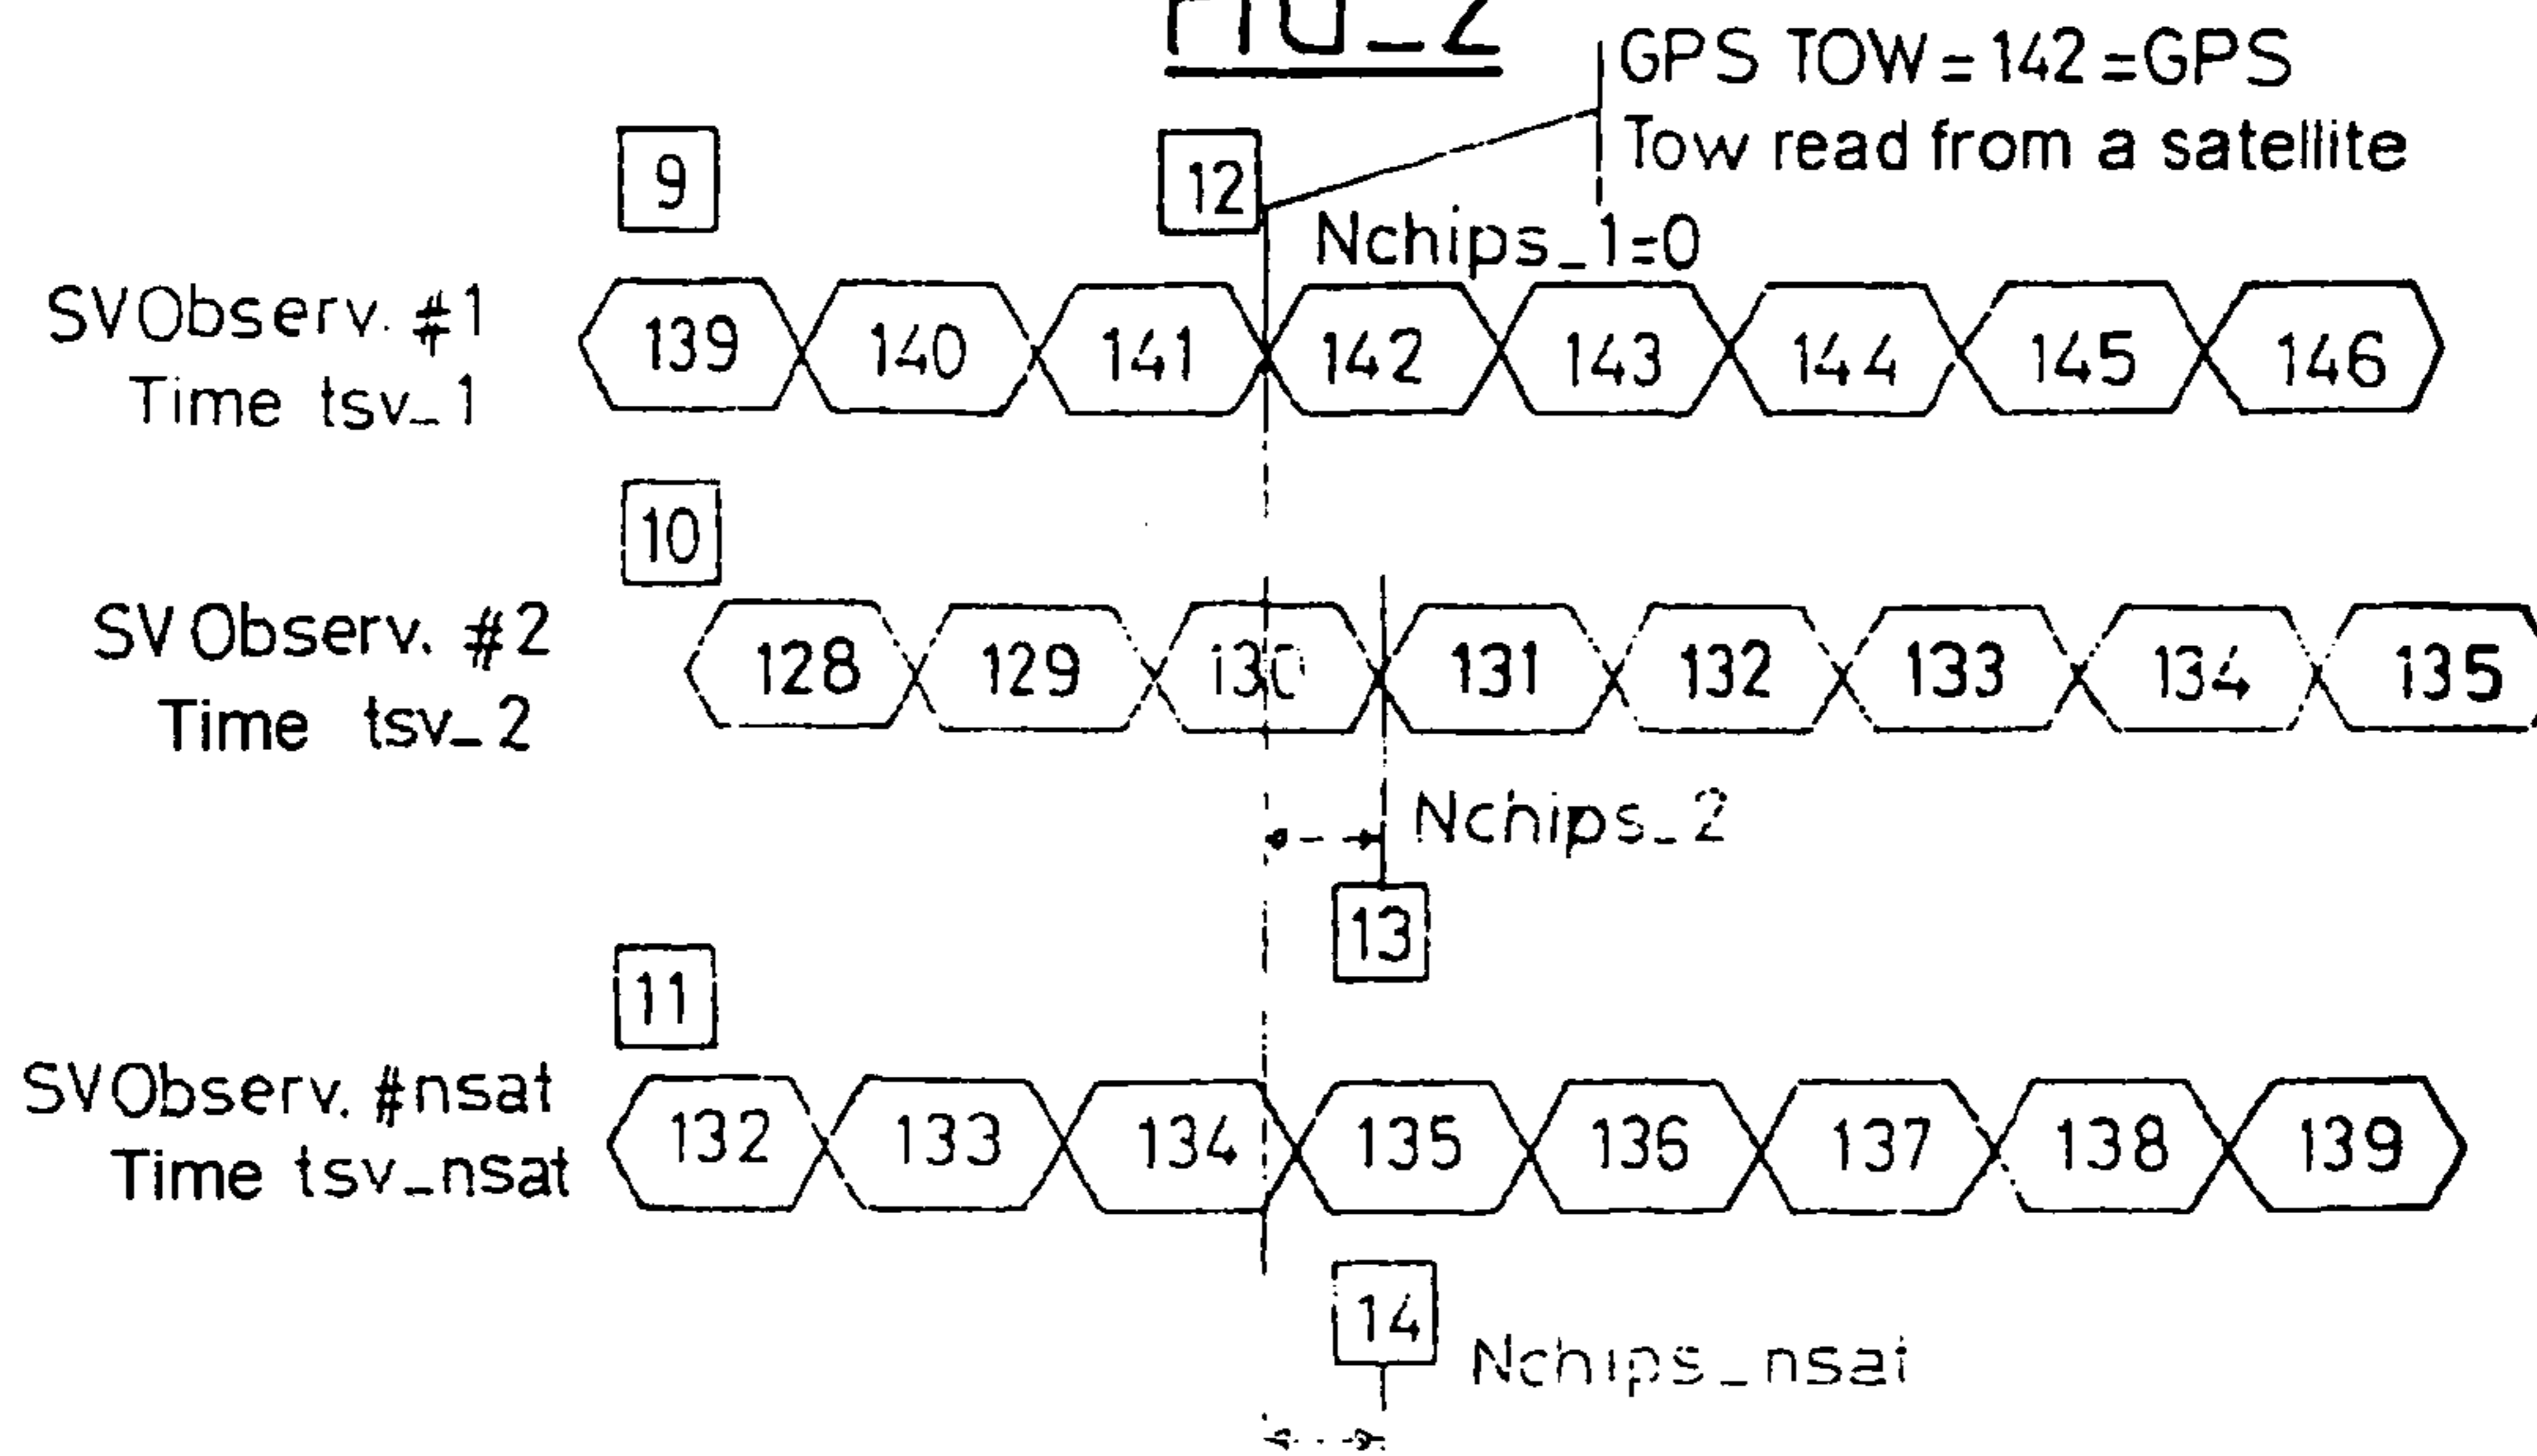 FIG_2
GPS TOW = 142 = GPS
Tow read from a satellite
9
12
Nchips_1=0
SVObserv. #1
Time tsv_1
139 140 141 142 143 144 145 146
10
SV Observ. #2
Time tsv_2
128 129 130 131 132 133 134 135
Nchips_2
13
11
SVObserv. #nsat
Time tsv_nsat
132 133 134 135 136 137 138 139
14
Nchips_nsat